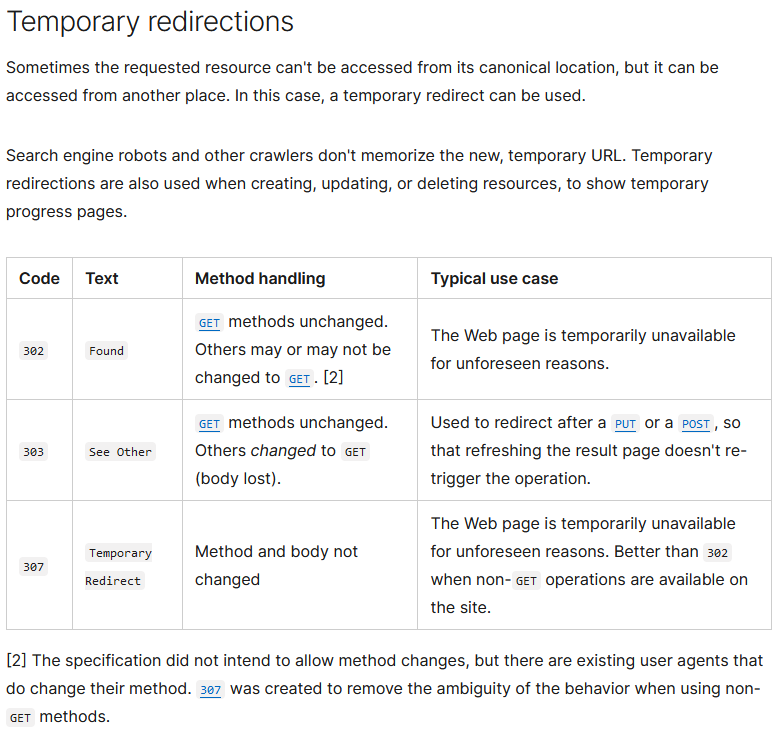 Temporary redirections
Sometimes the requested resource can't be accessed from its canonical location, but it can be
accessed from another place. In this case, a temporary redirect can be used.
Search engine robots and other crawlers don't memorize the new, temporary URL. Temporary
redirections are also used when creating, updating, or deleting resources, to show temporary
progress pages.
Code Text Method handling Typical use case
302 Found
GET methods unchanged.
Others may or may not be
changed to GET. [2]
The Web page is temporarily unavailable
for unforeseen reasons.
303 See Other
GET methods unchanged.
Others changed to GET
(body lost).
Used to redirect after a PUT or a POST, so
that refreshing the result page doesn't re-
trigger the operation.
307
Temporary
Redirect
Method and body not
changed
The Web page is temporarily unavailable
for unforeseen reasons. Better than 302
when non-GET operations are available on
the site.
[2] The specification did not intend to allow method changes, but there are existing user agents that
do change their method. 307 was created to remove the ambiguity of the behavior when using non-
GET methods.